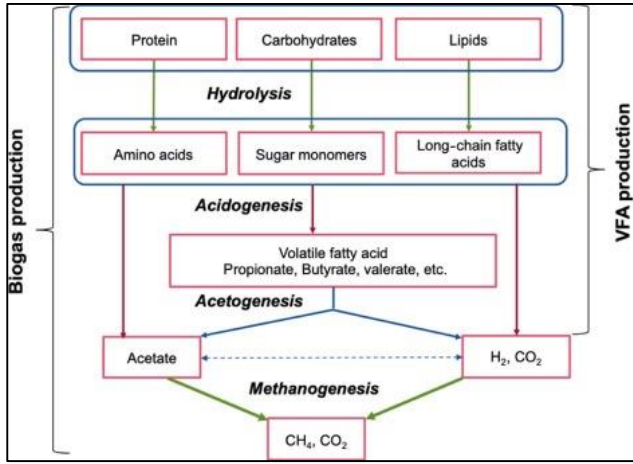 Protein
Carbohydrates
Lipids
Hydrolysis
Amino acids
Sugar monomers
Long-chain fatty
acids
Acidogenesis
Volatile fatty acid
Propionate, Butyrate, valerate, etc.
Acetogenesis
Acetate
H₂, CO₂
Methanogenesis
CH₄, CO₂
Biogas production
VFA production